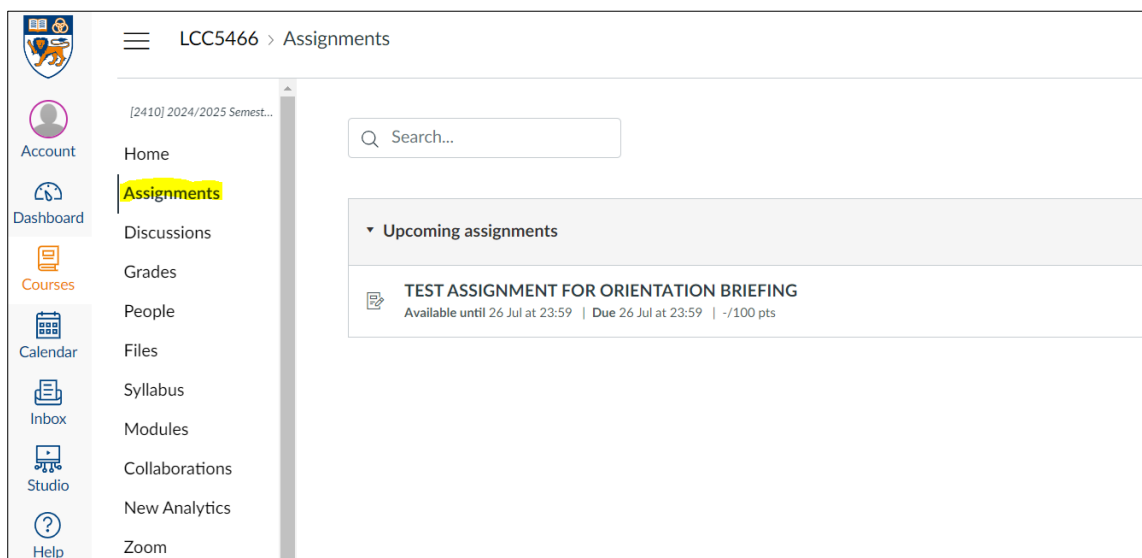 LCC5466 > Assignments
Account
Dashboard
Courses
Calendar
Inbox
Studio
Help
[2410] 2024/2025 Semest...
Home
Assignments
Discussions
Grades
People
Files
Syllabus
Modules
Collaborations
New Analytics
Zoom
Search...
Upcoming assignments
TEST ASSIGNMENT FOR ORIENTATION BRIEFING
Available until 26 Jul at 23:59 | Due 26 Jul at 23:59 | -/100 pts